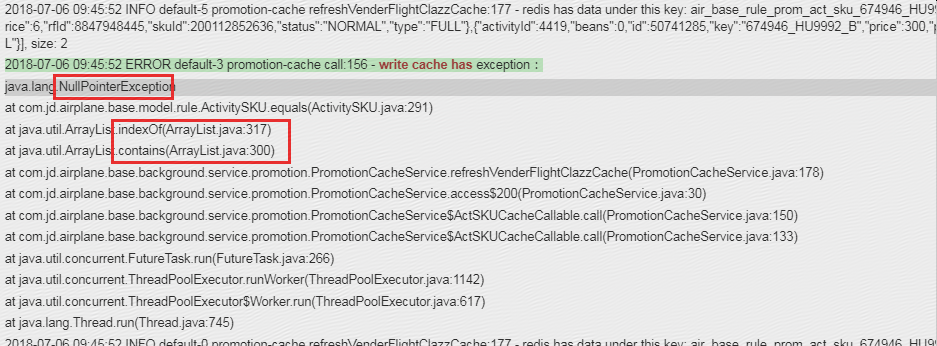 2018-07-06 09:45:52 INFO default-5 promotion-cache refreshVenderFlightClazzCache:177 - redis has data under this key: air_base_rule_prom_act_sku_674946_HU99
rice":6,"rfId":8847948445,"skuId":200112852636,"status":"NORMAL","type":"FULL"},{"activityId":4419,"beans":0,"id":50741285,"key":"674946_HU9992_B","price":300,"p
L"}], size: 2
2018-07-06 09:45:52 ERROR default-3 promotion-cache call:156 - write cache has exception：
java.lang.NullPointerException
at com.jd.airplane.base.model.rule.ActivitySKU.equals(ActivitySKU.java:291)
at java.util.ArrayList.indexOf(ArrayList.java:317)
at java.util.ArrayList.contains(ArrayList.java:300)
at com.jd.airplane.base.background.service.promotion.PromotionCacheService.refreshVenderFlightClazzCache(PromotionCacheService.java:178)
at com.jd.airplane.base.background.service.promotion.PromotionCacheService.access$200(PromotionCacheService.java:30)
at com.jd.airplane.base.background.service.promotion.PromotionCacheService$ActSKUCacheCallable.call(PromotionCacheService.java:150)
at com.jd.airplane.base.background.service.promotion.PromotionCacheService$ActSKUCacheCallable.call(PromotionCacheService.java:133)
at java.util.concurrent.FutureTask.run(FutureTask.java:266)
at java.util.concurrent.ThreadPoolExecutor.runWorker(ThreadPoolExecutor.java:1142)
at java.util.concurrent.ThreadPoolExecutor$Worker.run(ThreadPoolExecutor.java:617)
at java.lang.Thread.run(Thread.java:745)
2018-07-06 09:45:52 INFO default-0 promotion-cache refreshVenderFlightClazzCache:177 - redis has data under this key: air_base_rule_prom_act_sku_674946_HU99